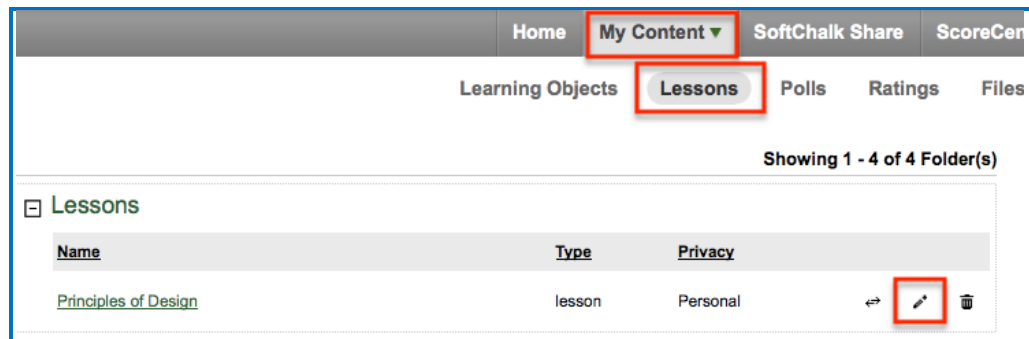 Home My Content ▼ SoftChalk Share ScoreCen
Learning Objects Lessons Polls Ratings Files
Showing 1 - 4 of 4 Folder(s)
Lessons
Name Type Privacy
Principles of Design lesson Personal